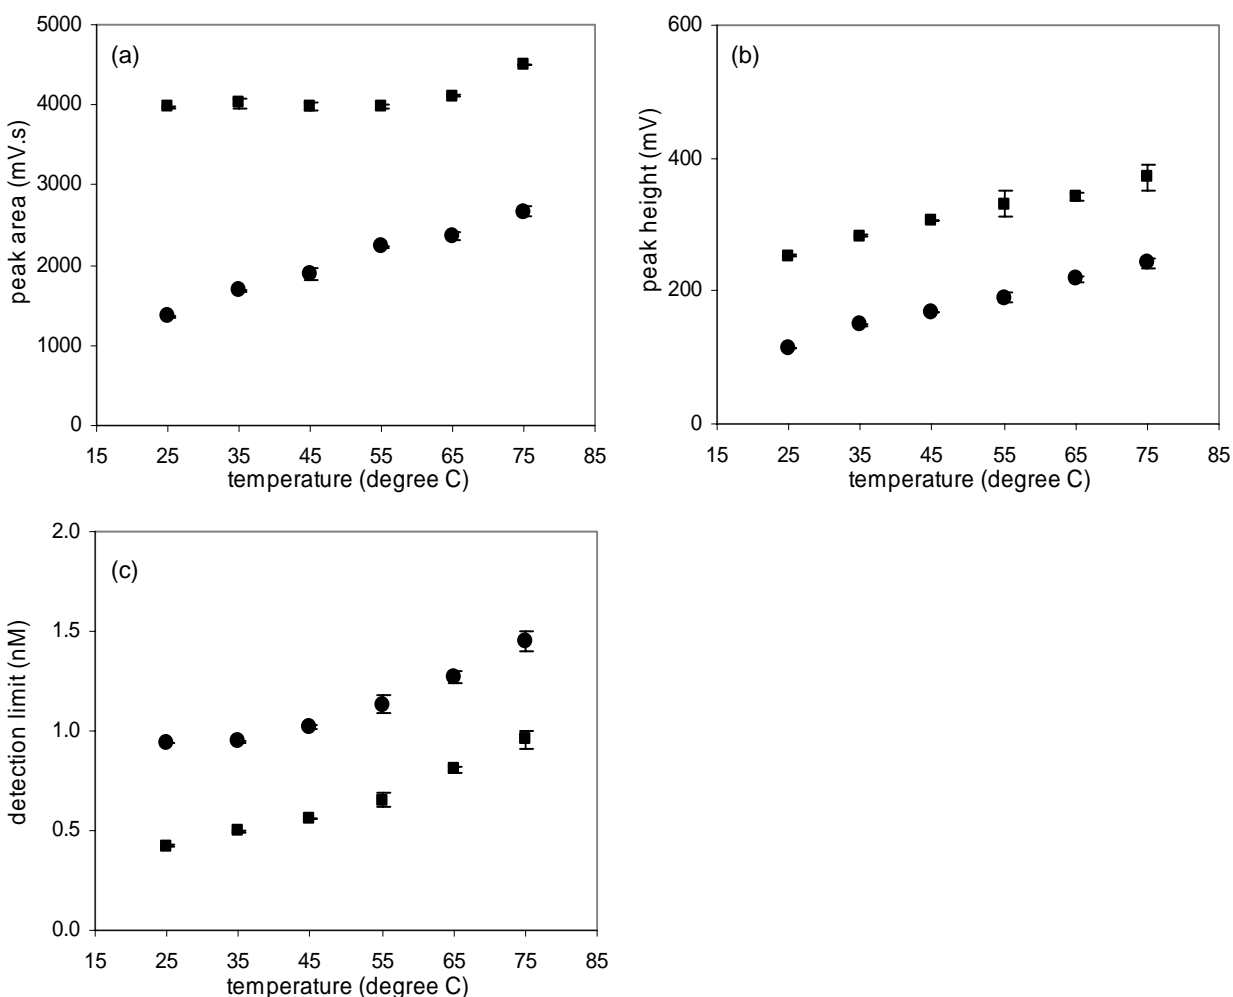 (a)
peak area (mV.s)
5000
4000
3000
2000
1000
0
15 25 35 45 55 65 75 85
temperature (degree C)
(b)
peak height (mV)
600
400
200
0
15 25 35 45 55 65 75 85
temperature (degree C)
(c)
detection limit (nM)
2.0
1.5
1.0
0.5
0.0
15 25 35 45 55 65 75 85
temperature (degree C)